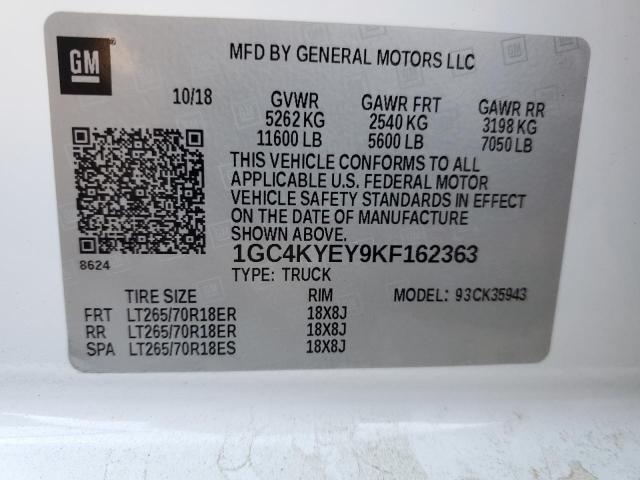 GM
MFD BY GENERAL MOTORS LLC
10/18 GVWR GAWR FRT GAWR RR
5262 KG 2540 KG 3198 KG
11600 LB 5600 LB 7050 LB
THIS VEHICLE CONFORMS TO ALL
APPLICABLE U.S. FEDERAL MOTOR
VEHICLE SAFETY STANDARDS IN EFFECT
ON THE DATE OF MANUFACTURE
SHOWN ABOVE.
8624
1GC4KYEY9KF162363
TYPE: TRUCK
TIRE SIZE RIM MODEL: 93CK35943
FRT LT265/70R18ER 18X8J
RR LT265/70R18ER 18X8J
SPA LT265/70R18ES 18X8J